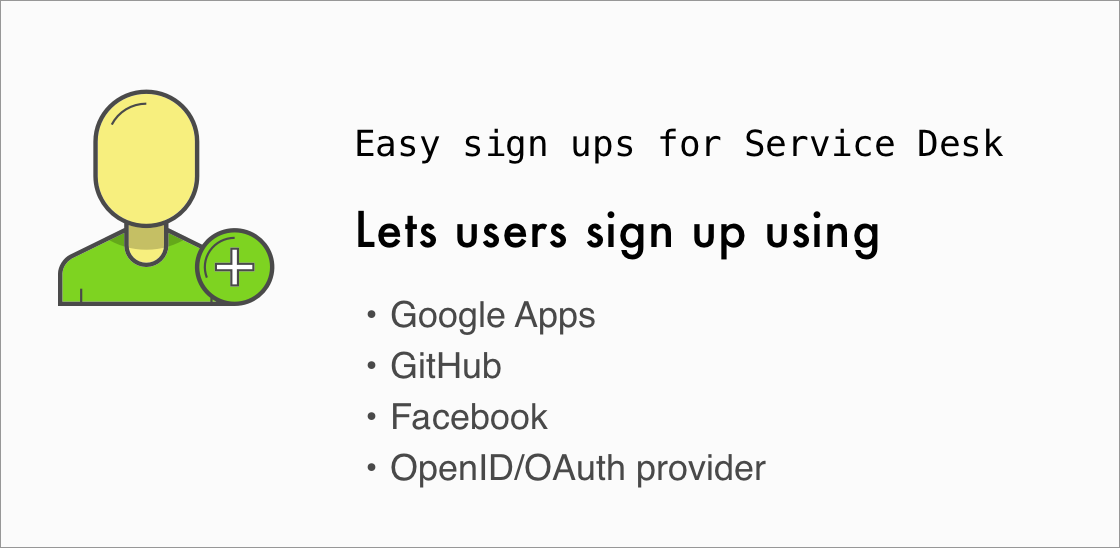 Easy sign ups for Service Desk
Lets users sign up using
• Google Apps
• GitHub
• Facebook
• OpenID/OAuth provider